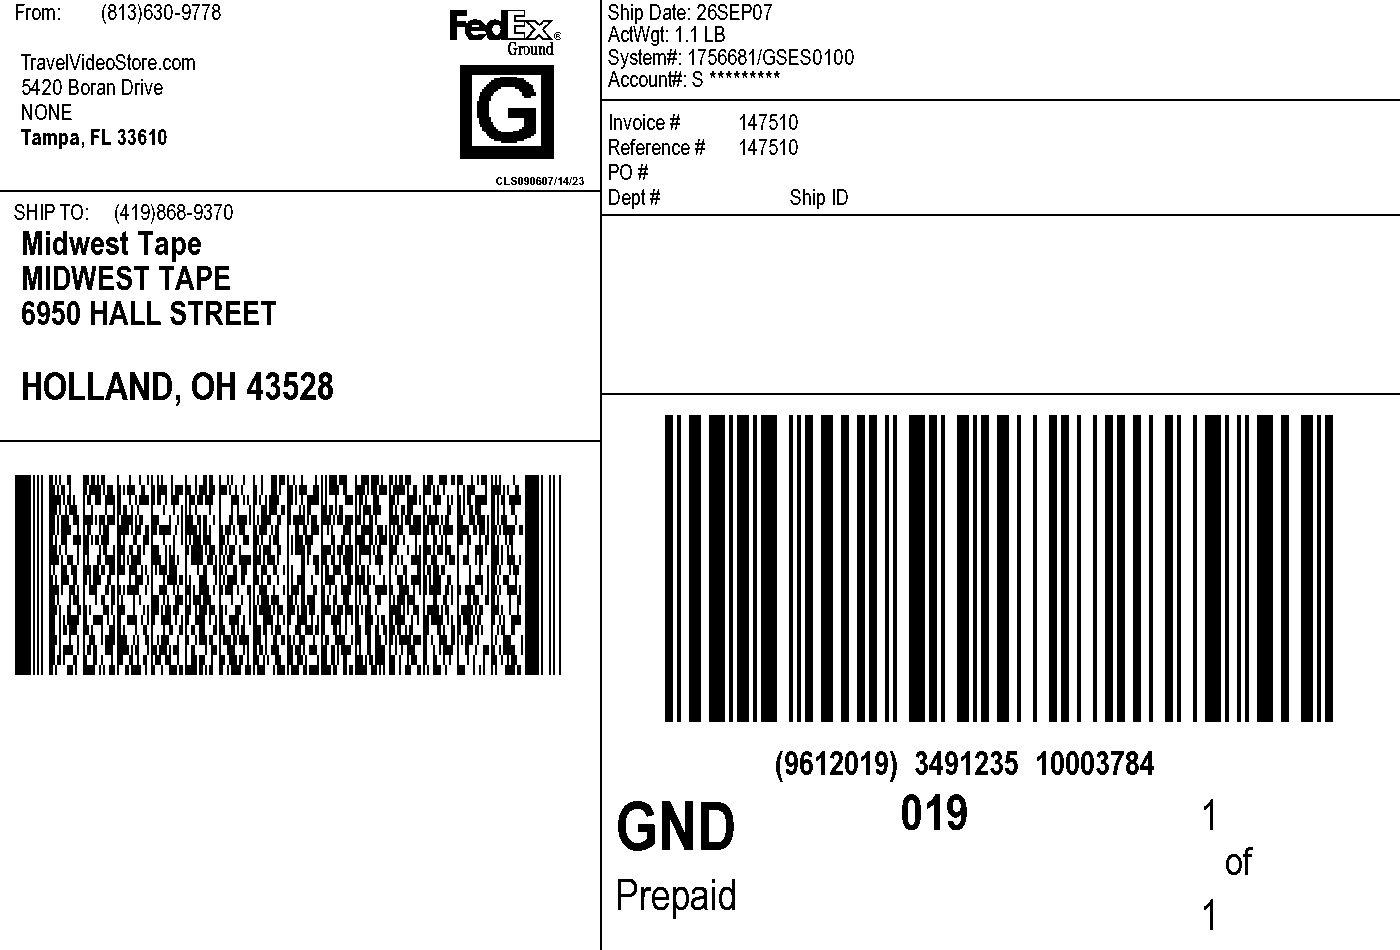 From: (813)630-9778
TravelVideoStore.com
5420 Boran Drive
NONE
Tampa, FL 33610
FedEx®
Ground
G
CLS090607/14/23
Ship Date: 26SEP07
ActWgt: 1.1 LB
System#: 1756681/GSES0100
Account#: S *********
Invoice # 147510
Reference # 147510
PO #
Dept # Ship ID
SHIP TO: (419)868-9370
Midwest Tape
MIDWEST TAPE
6950 HALL STREET
HOLLAND, OH 43528
(9612019) 3491235 10003784
GND 019 1
of
Prepaid 1